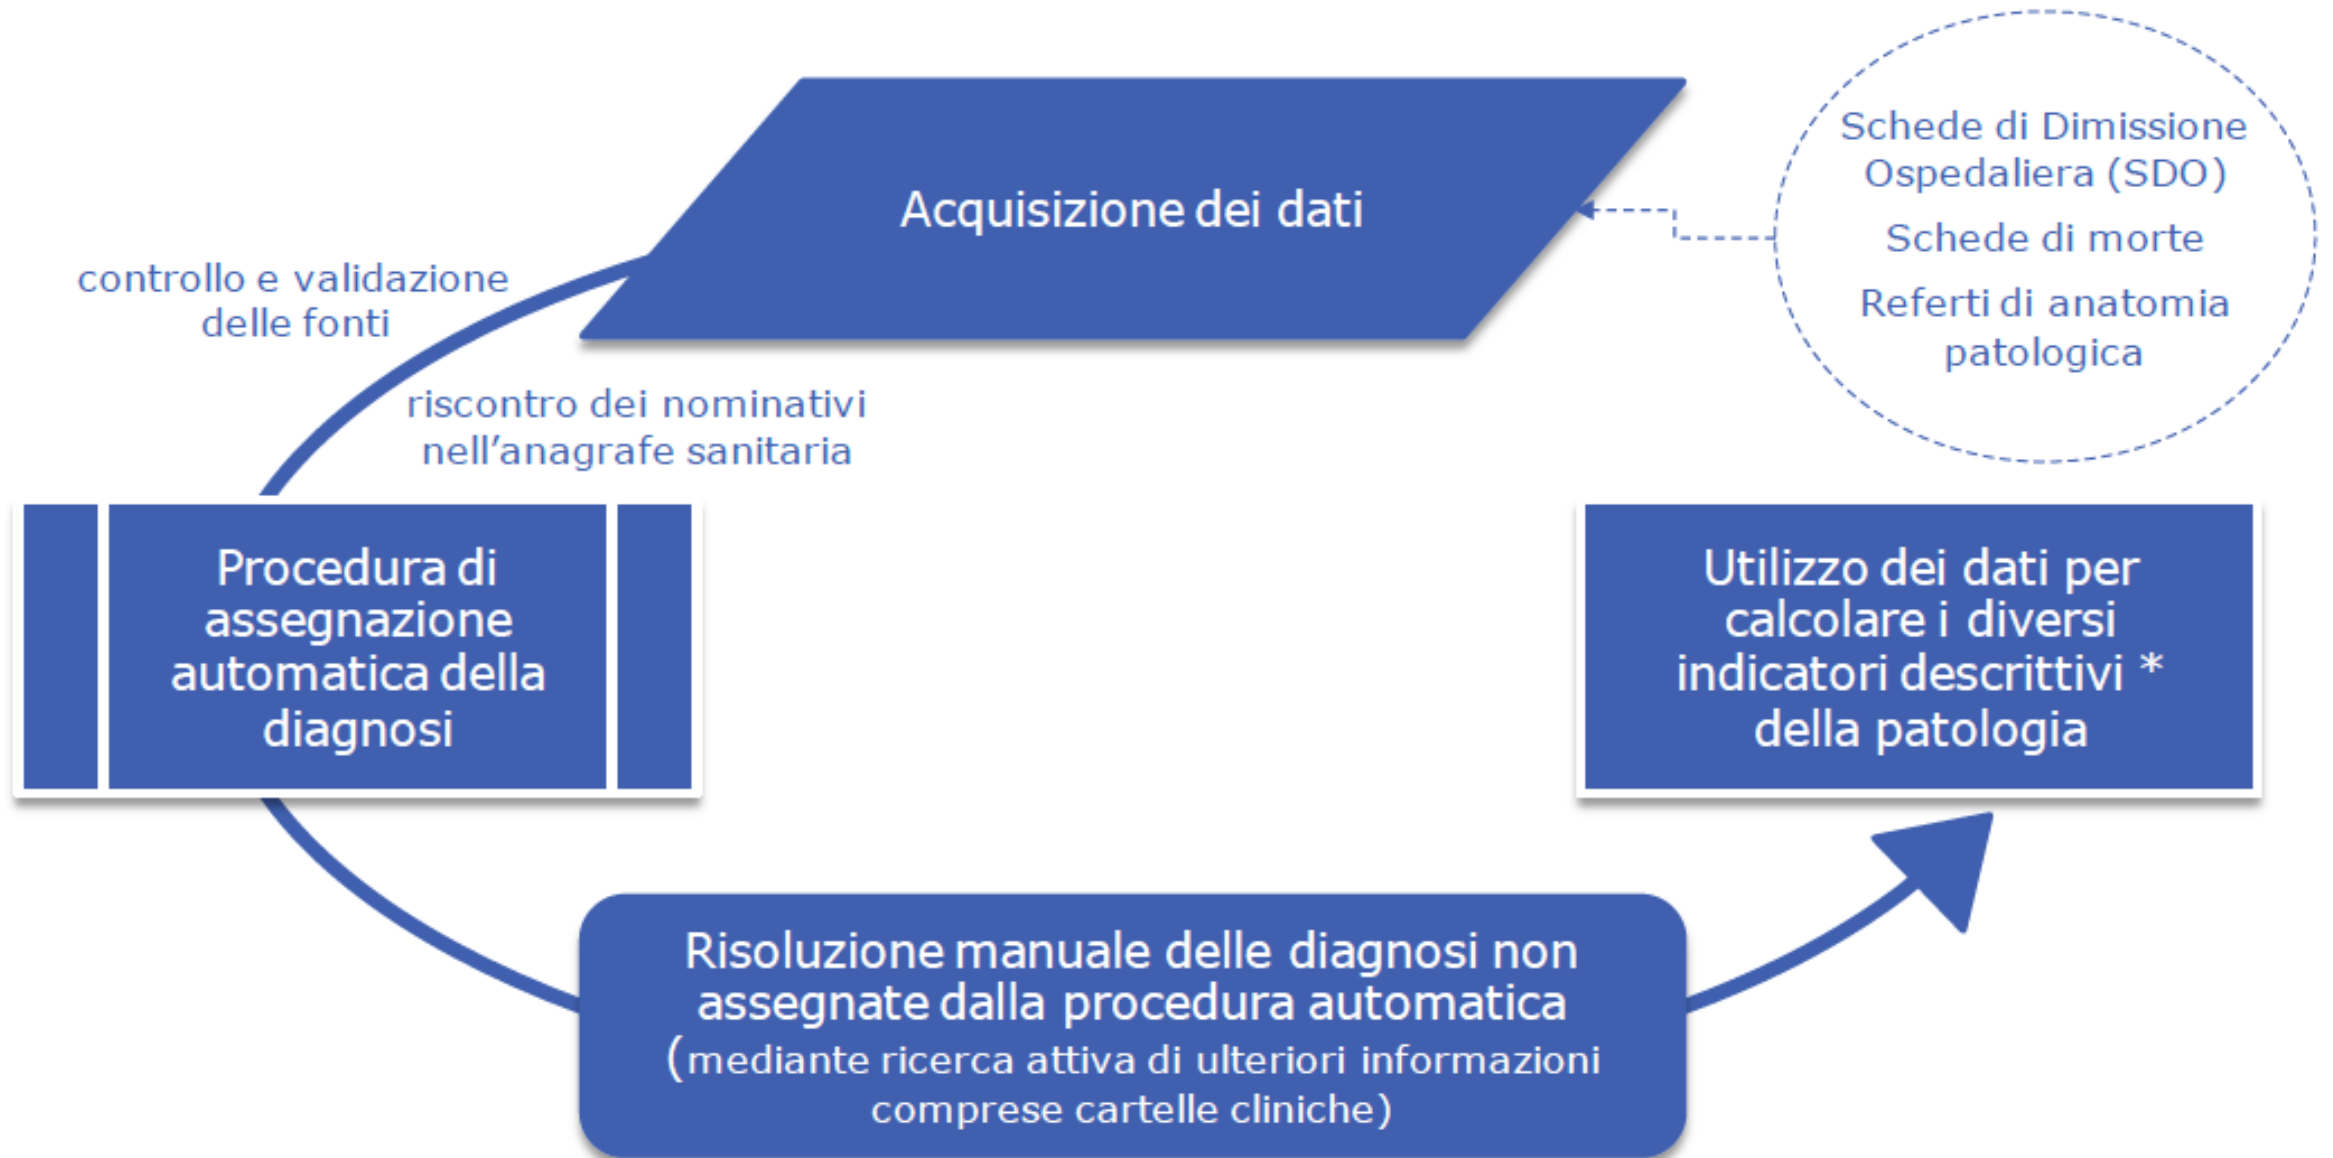 Acquisizione dei dati
Schede di Dimissione
Ospedaliera (SDO)
Schede di morte
Referti di anatomia
patologica
controllo e validazione
delle fonti
riscontro dei nominativi
nell’anagrafe sanitaria
Procedura di
assegnazione
automatica della
diagnosi
Risoluzione manuale delle diagnosi non
assegnate dalla procedura automatica
(mediante ricerca attiva di ulteriori informazioni
comprese cartelle cliniche)
Utilizzo dei dati per
calcolare i diversi
indicatori descrittivi *
della patologia